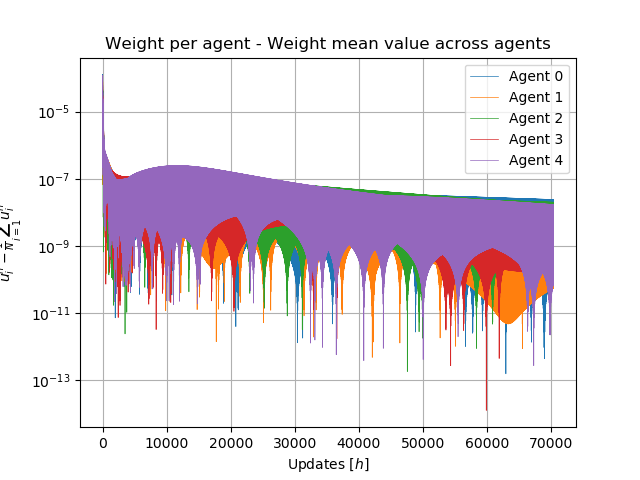 Weight per agent - Weight mean value across agents
Agent 0
Agent 1
Agent 2
Agent 3
Agent 4
10⁻⁵
10⁻⁷
10⁻⁹
10⁻¹¹
10⁻¹³
0 10000 20000 30000 40000 50000 60000 70000
Updates [h]